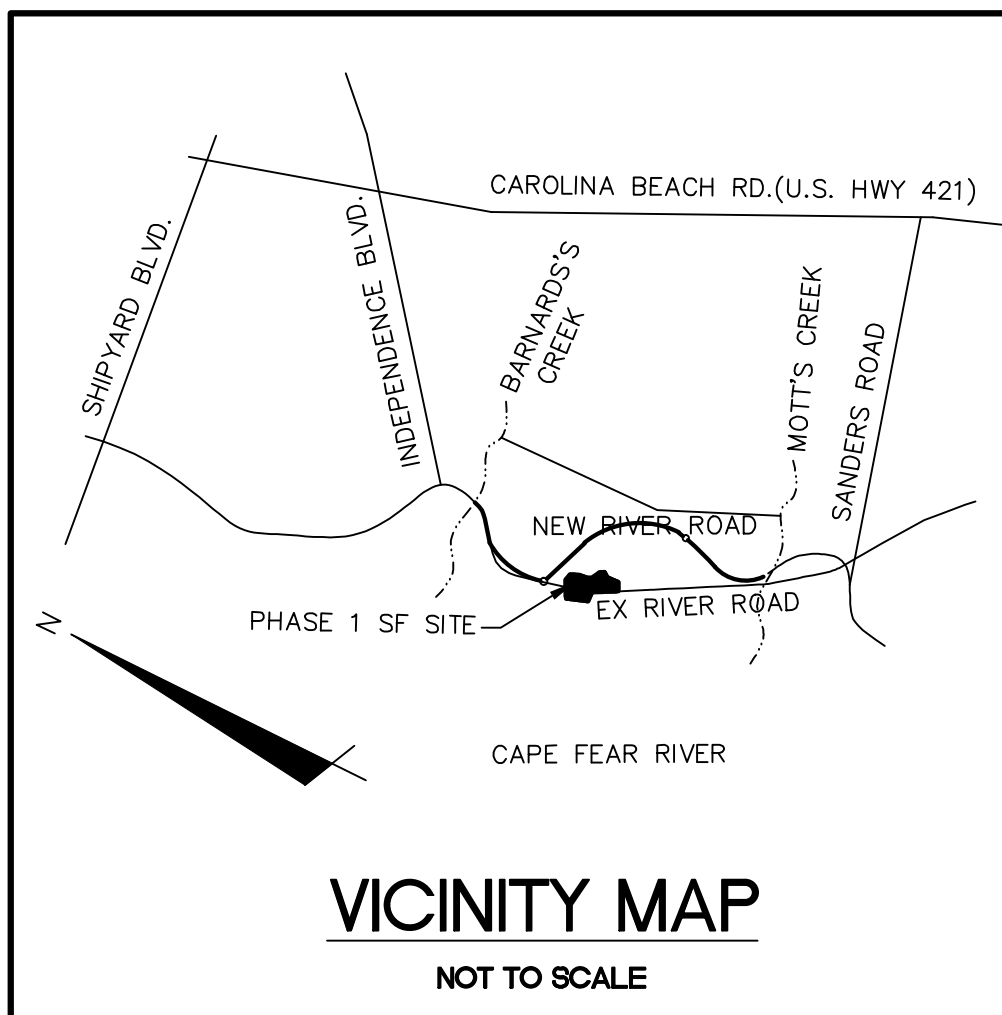 CAROLINA BEACH RD.(U.S. HWY 421)
SHIPYARD BLVD.
INDEPENDENCE BLVD.
BARNARDS'S
CREEK
MOTT'S CREEK
SANDERS ROAD
NEW RIVER ROAD
EX RIVER ROAD
PHASE 1 SF SITE
N
CAPE FEAR RIVER
VICINITY MAP
NOT TO SCALE